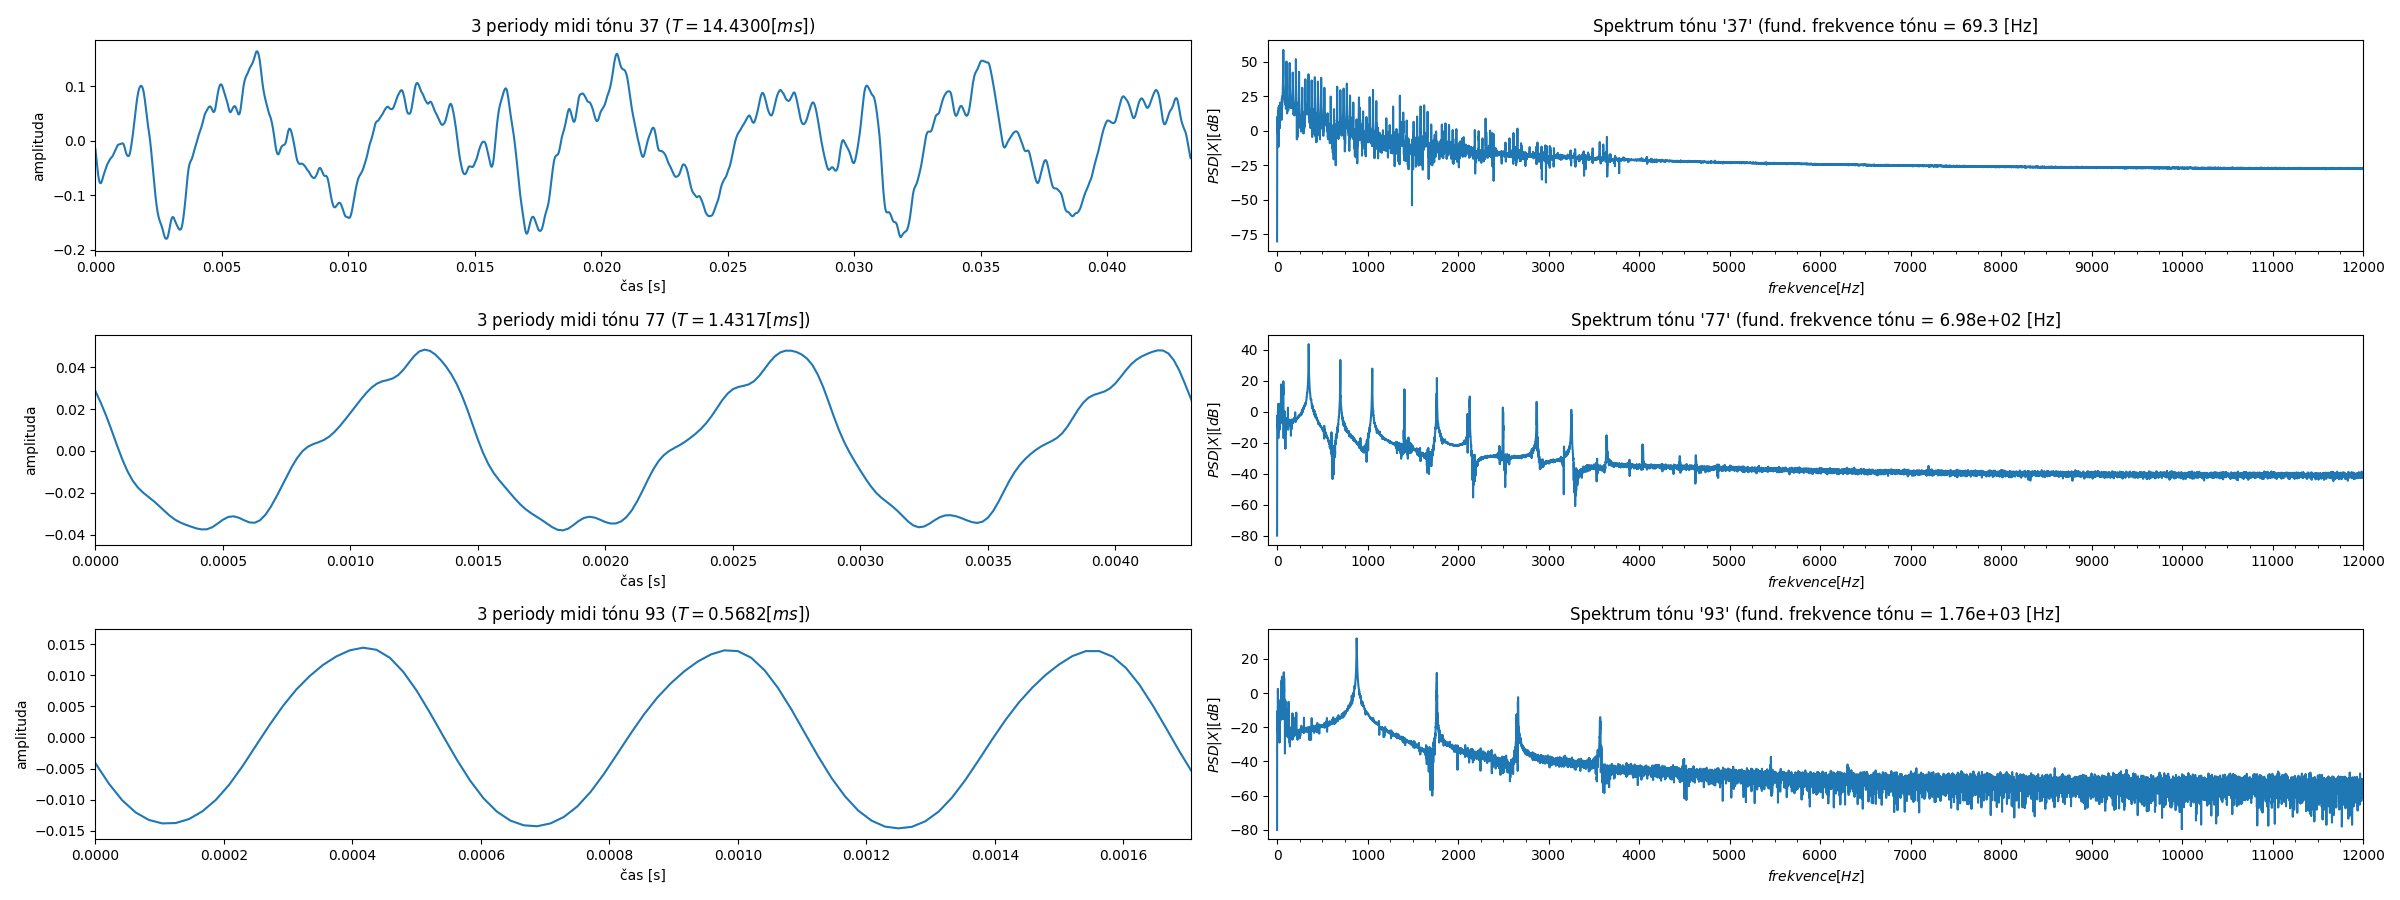 3 periody midi tónu 37 (T = 14.4300[ms])
0.1
0.0
−0.1
−0.2
amplituda
0.000 0.005 0.010 0.015 0.020 0.025 0.030 0.035 0.040
čas [s]
Spektrum tónu '37' (fund. frekvence tónu = 69.3 [Hz]
50
25
0
−25
−50
−75
PSD|X|[dB]
0 1000 2000 3000 4000 5000 6000 7000 8000 9000 10000 11000 12000
frekvence[Hz]
3 periody midi tónu 77 (T = 1.4317[ms])
0.04
0.02
0.00
−0.02
−0.04
amplituda
0.0000 0.0005 0.0010 0.0015 0.0020 0.0025 0.0030 0.0035 0.0040
čas [s]
Spektrum tónu '77' (fund. frekvence tónu = 6.98e+02 [Hz]
40
20
0
−20
−40
−60
−80
PSD|X|[dB]
0 1000 2000 3000 4000 5000 6000 7000 8000 9000 10000 11000 12000
frekvence[Hz]
3 periody midi tónu 93 (T = 0.5682[ms])
0.015
0.010
0.005
0.000
−0.005
−0.010
−0.015
amplituda
0.0000 0.0002 0.0004 0.0006 0.0008 0.0010 0.0012 0.0014 0.0016
čas [s]
Spektrum tónu '93' (fund. frekvence tónu = 1.76e+03 [Hz]
20
0
−20
−40
−60
−80
PSD|X|[dB]
0 1000 2000 3000 4000 5000 6000 7000 8000 9000 10000 11000 12000
frekvence[Hz]